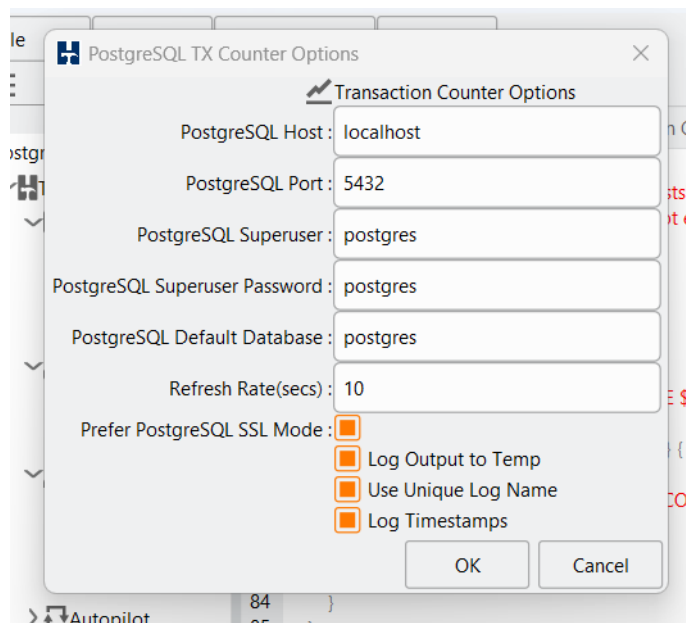 le
PostgreSQL TX Counter Options
Transaction Counter Options
PostgreSQL Host : localhost
PostgreSQL Port : 5432
PostgreSQL Superuser : postgres
PostgreSQL Superuser Password : postgres
PostgreSQL Default Database : postgres
Refresh Rate(secs) : 10
Prefer PostgreSQL SSL Mode :
Log Output to Temp
Use Unique Log Name
Log Timestamps
OK Cancel
84 }
Autopilot